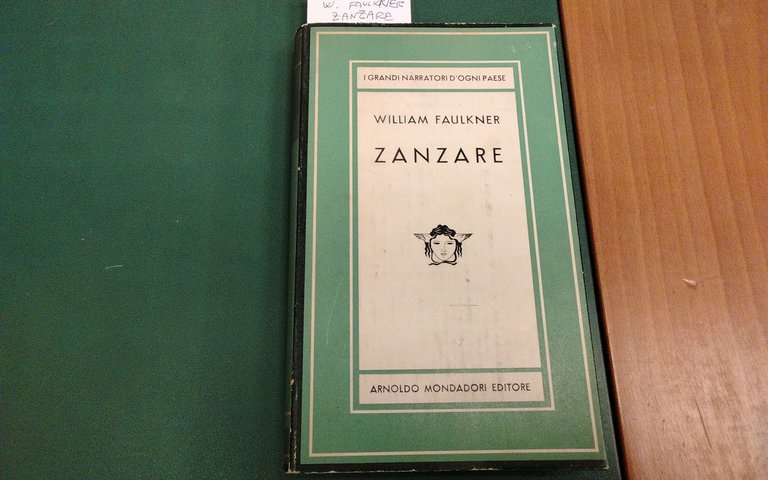 W. FAULKNER
ZANZARE
I GRANDI NARRATORI D'OGNI PAESE
WILLIAM FAULKNER
ZANZARE
ARNOLDO MONDADORI EDITORE